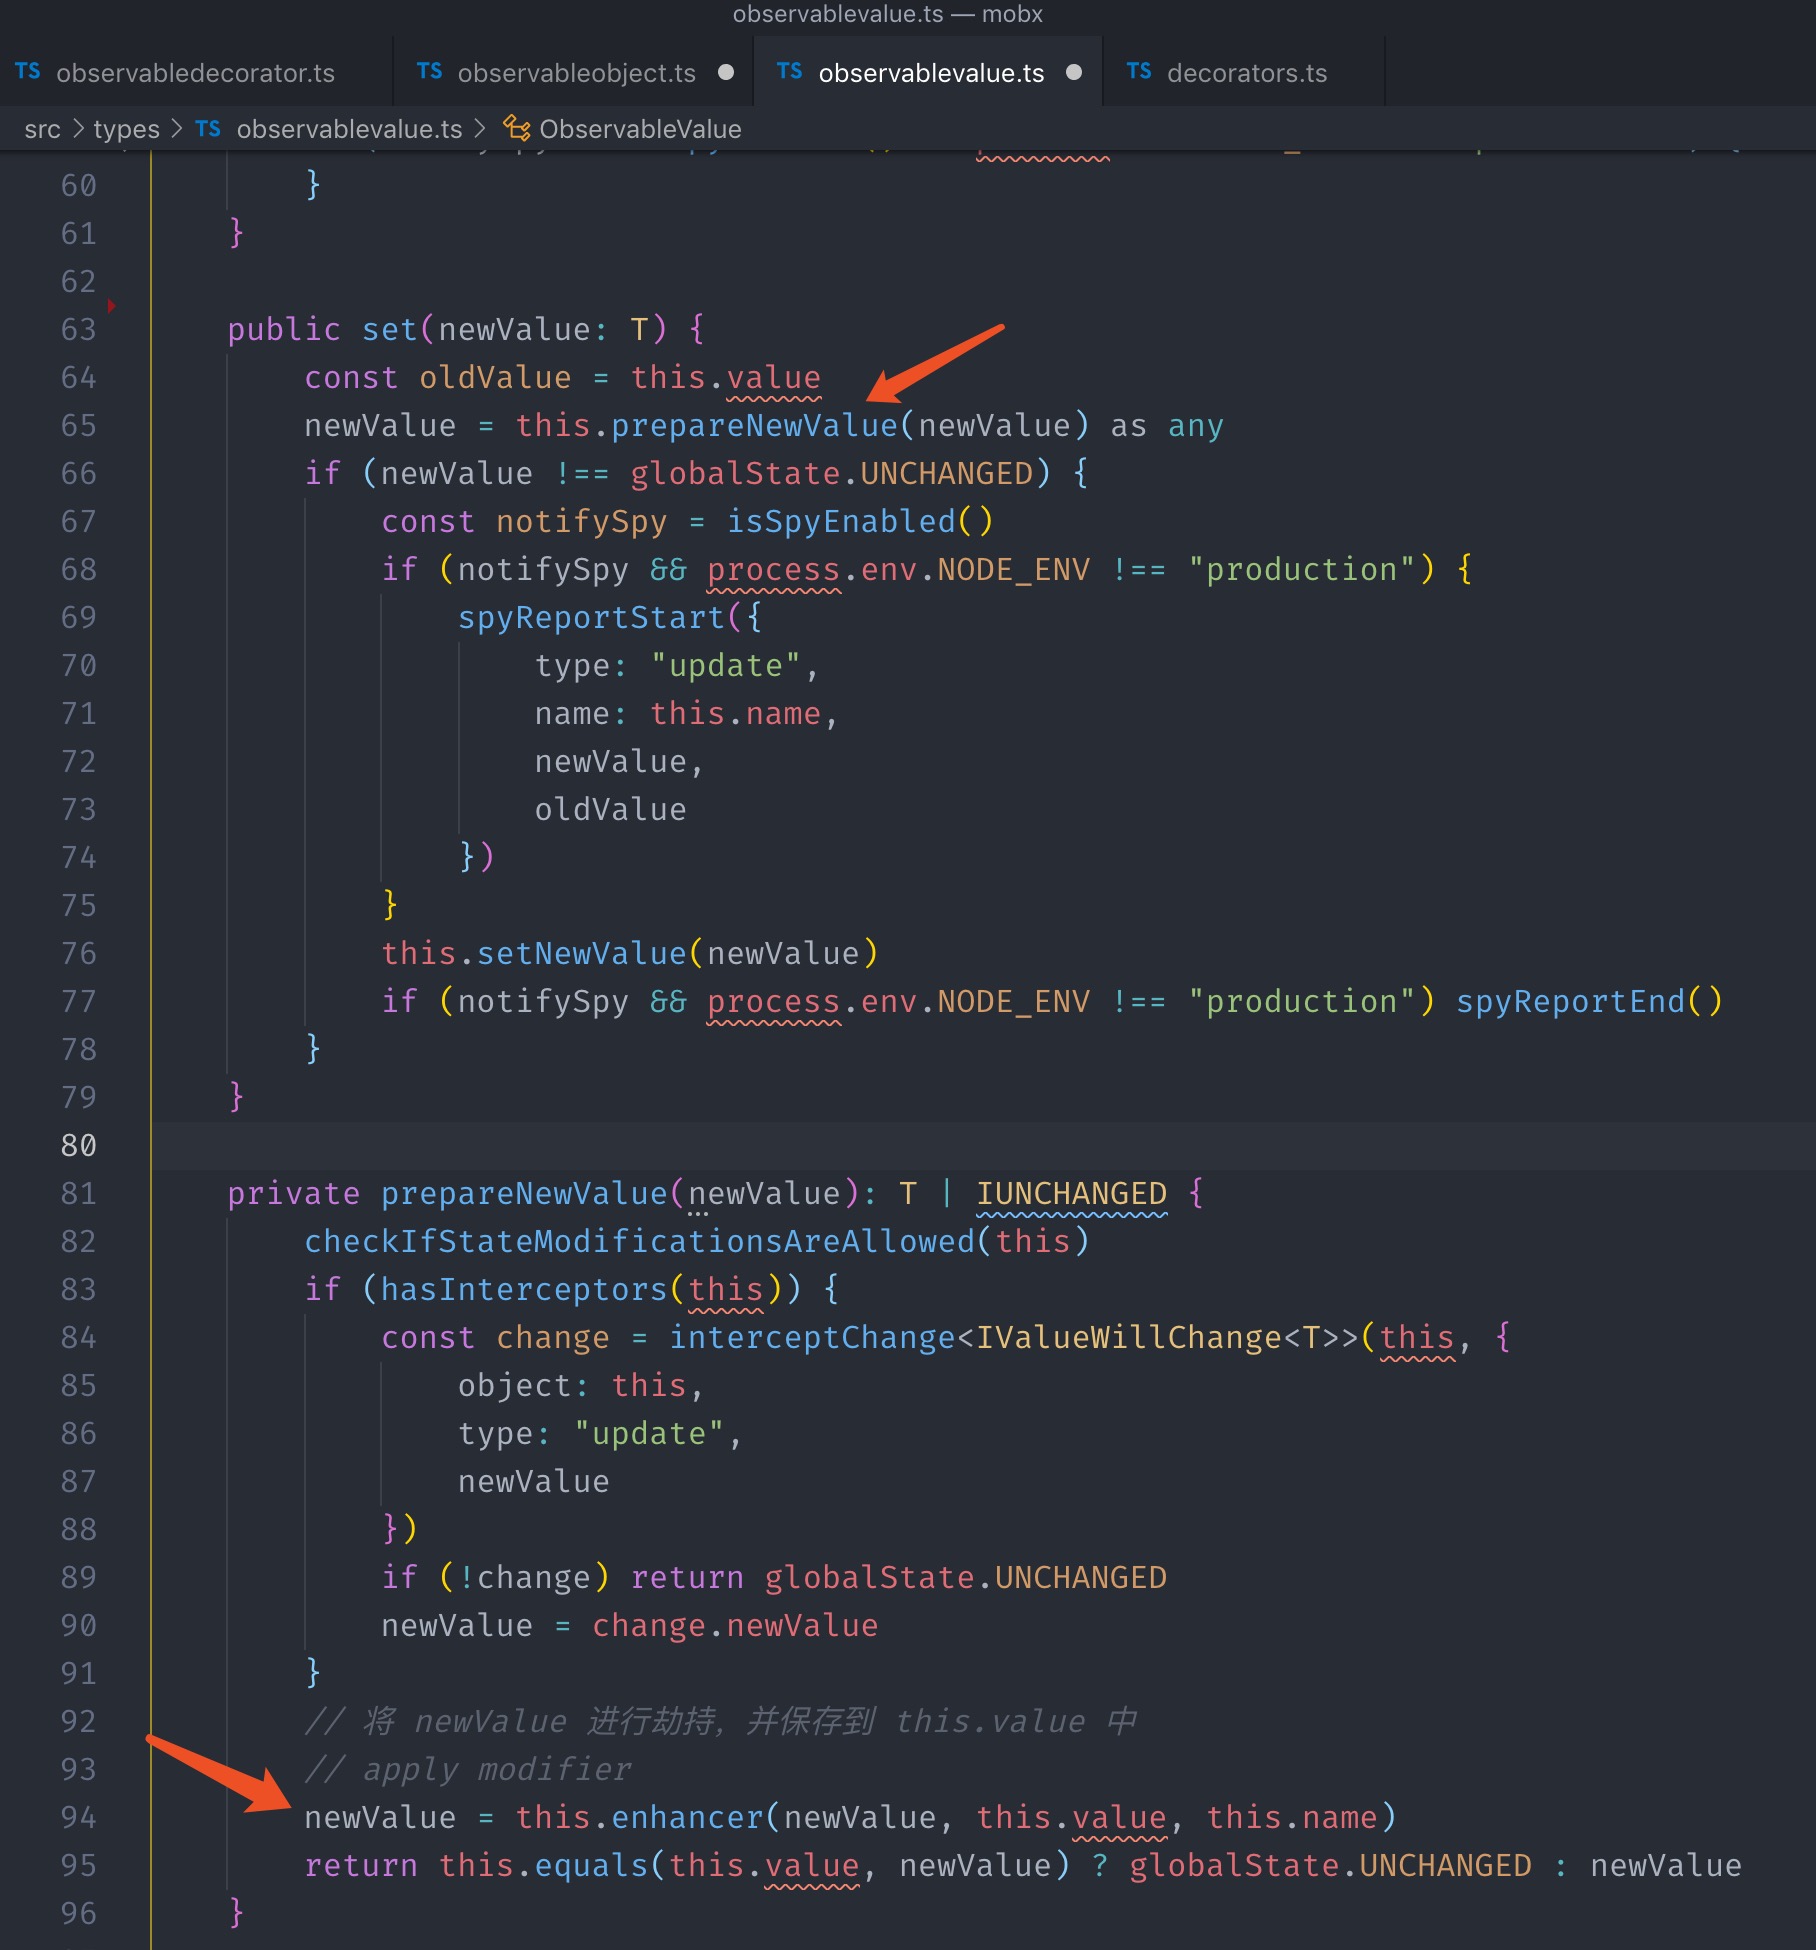 observablevalue.ts — mobx
TS observabledecorator.ts TS observableobject.ts TS observablevalue.ts TS decorators.ts
src > types > TS observablevalue.ts > ObservableValue
60 }
61 }
62
63 public set(newValue: T) {
64 const oldValue = this.value
65 newValue = this.prepareNewValue(newValue) as any
66 if (newValue !== globalState.UNCHANGED) {
67 const notifySpy = isSpyEnabled()
68 if (notifySpy && process.env.NODE_ENV !== "production") {
69 spyReportStart({
70 type: "update",
71 name: this.name,
72 newValue,
73 oldValue
74 })
75 }
76 this.setNewValue(newValue)
77 if (notifySpy && process.env.NODE_ENV !== "production") spyReportEnd()
78 }
79 }
80
81 private prepareNewValue(newValue): T | IUNCHANGED {
82 checkIfStateModificationsAreAllowed(this)
83 if (hasInterceptors(this)) {
84 const change = interceptChange<IValueWillChange<T>>(this, {
85 object: this,
86 type: "update",
87 newValue
88 })
89 if (!change) return globalState.UNCHANGED
90 newValue = change.newValue
91 }
92 // 将 newValue 进行劫持，并保存到 this.value 中
93 // apply modifier
94 newValue = this.enhancer(newValue, this.value, this.name)
95 return this.equals(this.value, newValue) ? globalState.UNCHANGED : newValue
96 }